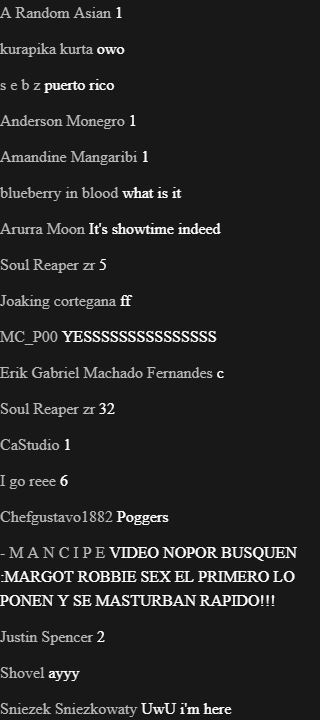 A Random Asian 1
kurapika kurta owo
s e b z puerto rico
Anderson Monegro 1
Amandine Mangaribi 1
blueberry in blood what is it
Arurra Moon It's showtime indeed
Soul Reaper zr 5
Joaking cortegana ff
MC_P00 YESSSSSSSSSSSSSSS
Erik Gabriel Machado Fernandes c
Soul Reaper zr 32
CaStudio 1
I go reee 6
Chefgustavo1882 Poggers
- M A N C I P E VIDEO NOPOR BUSQUEN
:MARGOT ROBBIE SEX EL PRIMERO LO
PONEN Y SE MASTURBAN RAPIDO!!!
Justin Spencer 2
Shovel ayyy
Sniezek Sniezkowaty UwU i'm here